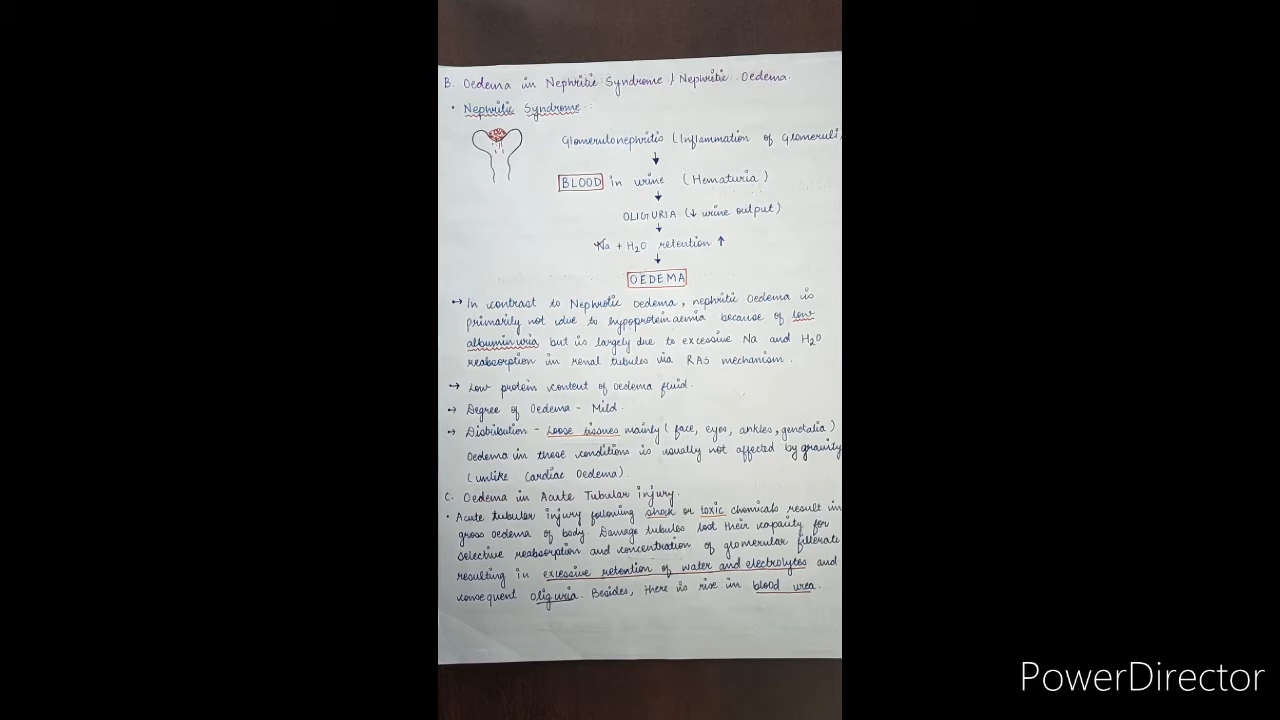 B. Oedema in Nephritic Syndrome / Nephritic Oedema.
• Nephritic Syndrome :
Glomerulonephritis (Inflammation of Glomeruli,
BLOOD in urine (Hematuria)
OLIGURIA (↓ urine output)
Na + H₂O retention ↑
OEDEMA
↔ In contrast to Nephrotic oedema, nephritic Oedema is
primarily not due to hypoproteinaemia because of low
albuminuria but is largely due to excessive Na and H₂O
reabsorption in renal tubules via RAS mechanism.
→ Low protein content of oedema fluid.
→ Degree of Oedema - Mild.
→ Distribution - Loose tissues mainly (face, eyes, ankles, genetalia)
Oedema in these conditions is usually not affected by gravity
(unlike Cardiac Oedema).
C. Oedema in Acute Tubular injury.
• Acute tubular injury following shock or toxic chemicals result in
gross oedema of body. Damage tubules lost their capacity for
selective reabsorption and concentration of glomerular filterate
resulting in excessive retention of water and electrolytes and
consequent oliguria. Besides, there is rise in blood urea.
PowerDirector